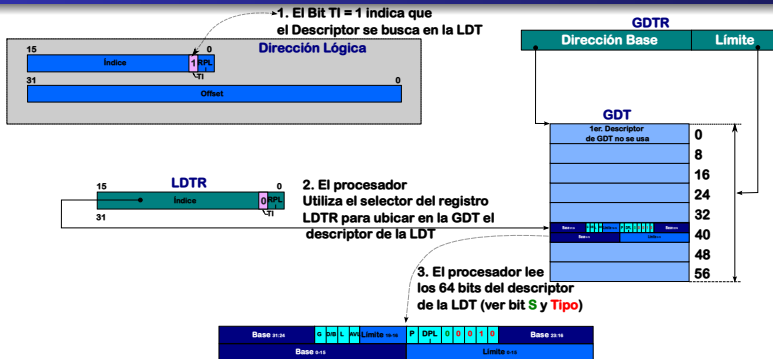 1. El Bit TI = 1 indica que
el Descriptor se busca en la LDT
Dirección Lógica
15 0
Índice 1 RPL
TI
31 0
Offset
GDTR
Dirección Base Límite
GDT
1er. Descriptor
de GDT no se usa
0
8
16
24
32
40
48
56
LDTR
15 0
Índice 0 RPL
TI
31
2. El procesador
Utiliza el selector del registro
LDTR para ubicar en la GDT el
descriptor de la LDT
3. El procesador lee
los 64 bits del descriptor
de la LDT (ver bit S y Tipo)
Base 31:24 G D/B L AVL Límite P DPL 0 0 0 1 0 Base 23:16
Base 0-15 Límite 0-15